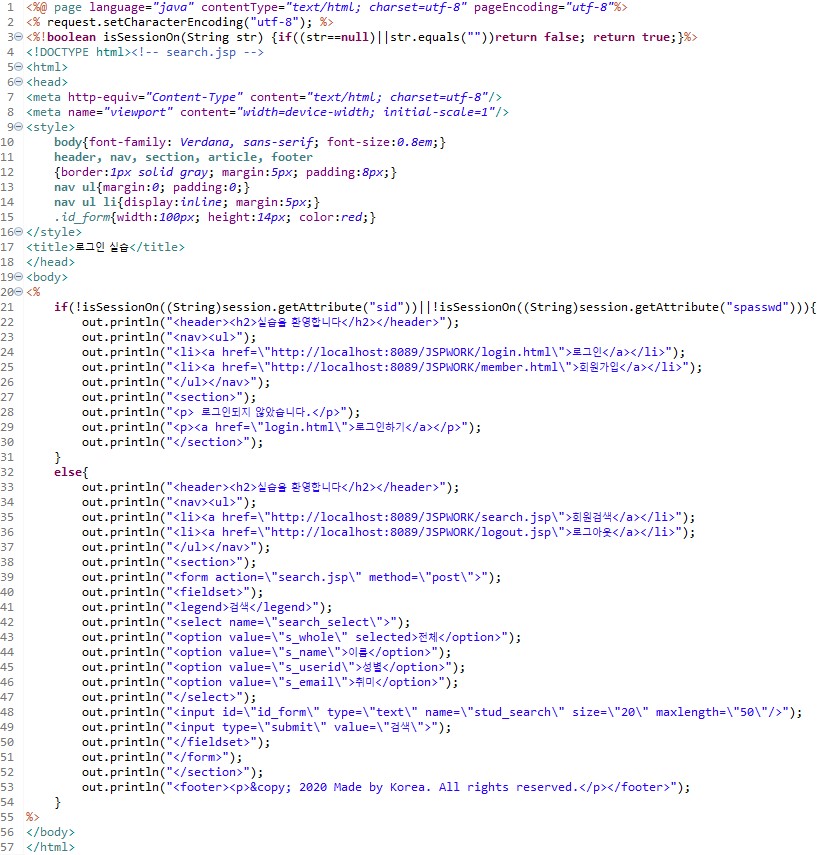 1 <%@ page language="java" contentType="text/html; charset=utf-8" pageEncoding="utf-8"%>
2 <% request.setCharacterEncoding("utf-8"); %>
3 <%!boolean isSessionOn(String str) {if((str==null)||str.equals(""))return false; return true;}%>
4 <!DOCTYPE html><!-- search.jsp -->
5 <html>
6 <head>
7 <meta http-equiv="Content-Type" content="text/html; charset=utf-8"/>
8 <meta name="viewport" content="width=device-width; initial-scale=1"/>
9 <style>
10     body{font-family: Verdana, sans-serif; font-size:0.8em;}
11     header, nav, section, article, footer
12     {border:1px solid gray; margin:5px; padding:8px;}
13     nav ul{margin:0; padding:0;}
14     nav ul li{display:inline; margin:5px;}
15     .id_form{width:100px; height:14px; color:red;}
16 </style>
17 <title>로그인 실습</title>
18 </head>
19 <body>
20 <%
21     if(!isSessionOn((String)session.getAttribute("sid"))||!isSessionOn((String)session.getAttribute("spasswd"))){
22         out.println("<header><h2>실습을 환영합니다</h2></header>");
23         out.println("<nav><ul>");
24         out.println("<li><a href=\"http://localhost:8089/JSPWORK/login.html\">로그인</a></li>");
25         out.println("<li><a href=\"http://localhost:8089/JSPWORK/member.html\">회원가입</a></li>");
26         out.println("</ul></nav>");
27         out.println("<section>");
28         out.println("<p> 로그인되지 않았습니다.</p>");
29         out.println("<p><a href=\"login.html\">로그인하기</a></p>");
30         out.println("</section>");
31     }
32     else{
33         out.println("<header><h2>실습을 환영합니다</h2></header>");
34         out.println("<nav><ul>");
35         out.println("<li><a href=\"http://localhost:8089/JSPWORK/search.jsp\">회원검색</a></li>");
36         out.println("<li><a href=\"http://localhost:8089/JSPWORK/logout.jsp\">로그아웃</a></li>");
37         out.println("</ul></nav>");
38         out.println("<section>");
39         out.println("<form action=\"search.jsp\" method=\"post\">");
40         out.println("<fieldset>");
41         out.println("<legend>검색</legend>");
42         out.println("<select name=\"search_select\">");
43         out.println("<option value=\"s_whole\" selected>전체</option>");
44         out.println("<option value=\"s_name\">이름</option>");
45         out.println("<option value=\"s_userid\">성별</option>");
46         out.println("<option value=\"s_email\">취미</option>");
47         out.println("</select>");
48         out.println("<input id=\"id_form\" type=\"text\" name=\"stud_search\" size=\"20\" maxlength=\"50\"/>");
49         out.println("<input type=\"submit\" value=\"검색\">");
50         out.println("</fieldset>");
51         out.println("</form>");
52         out.println("</section>");
53         out.println("<footer><p>&copy; 2020 Made by Korea. All rights reserved.</p></footer>");
54     }
55 %>
56 </body>
57 </html>